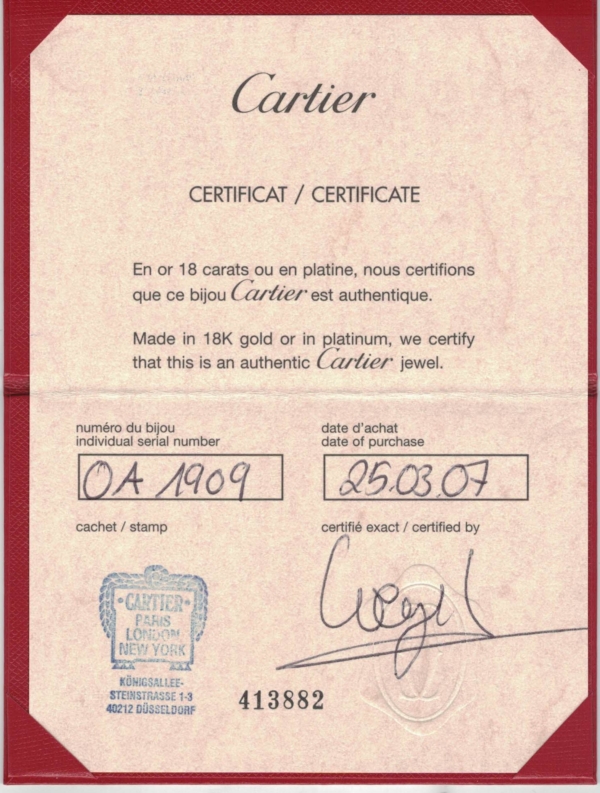 Cartier
CERTIFICAT / CERTIFICATE
En or 18 carats ou en platine, nous certifions
que ce bijou Cartier est authentique.
Made in 18K gold or in platinum, we certify
that this is an authentic Cartier jewel.
numéro du bijou
individual serial number
date d'achat
date of purchase
OA 1909
25.03.07
cachet / stamp
certifié exact / certified by
CARTIER
PARIS
LONDON
NEW YORK
KÖNIGSALLEE-
STEINSTRASSE 1-3
40212 DÜSSELDORF
413882